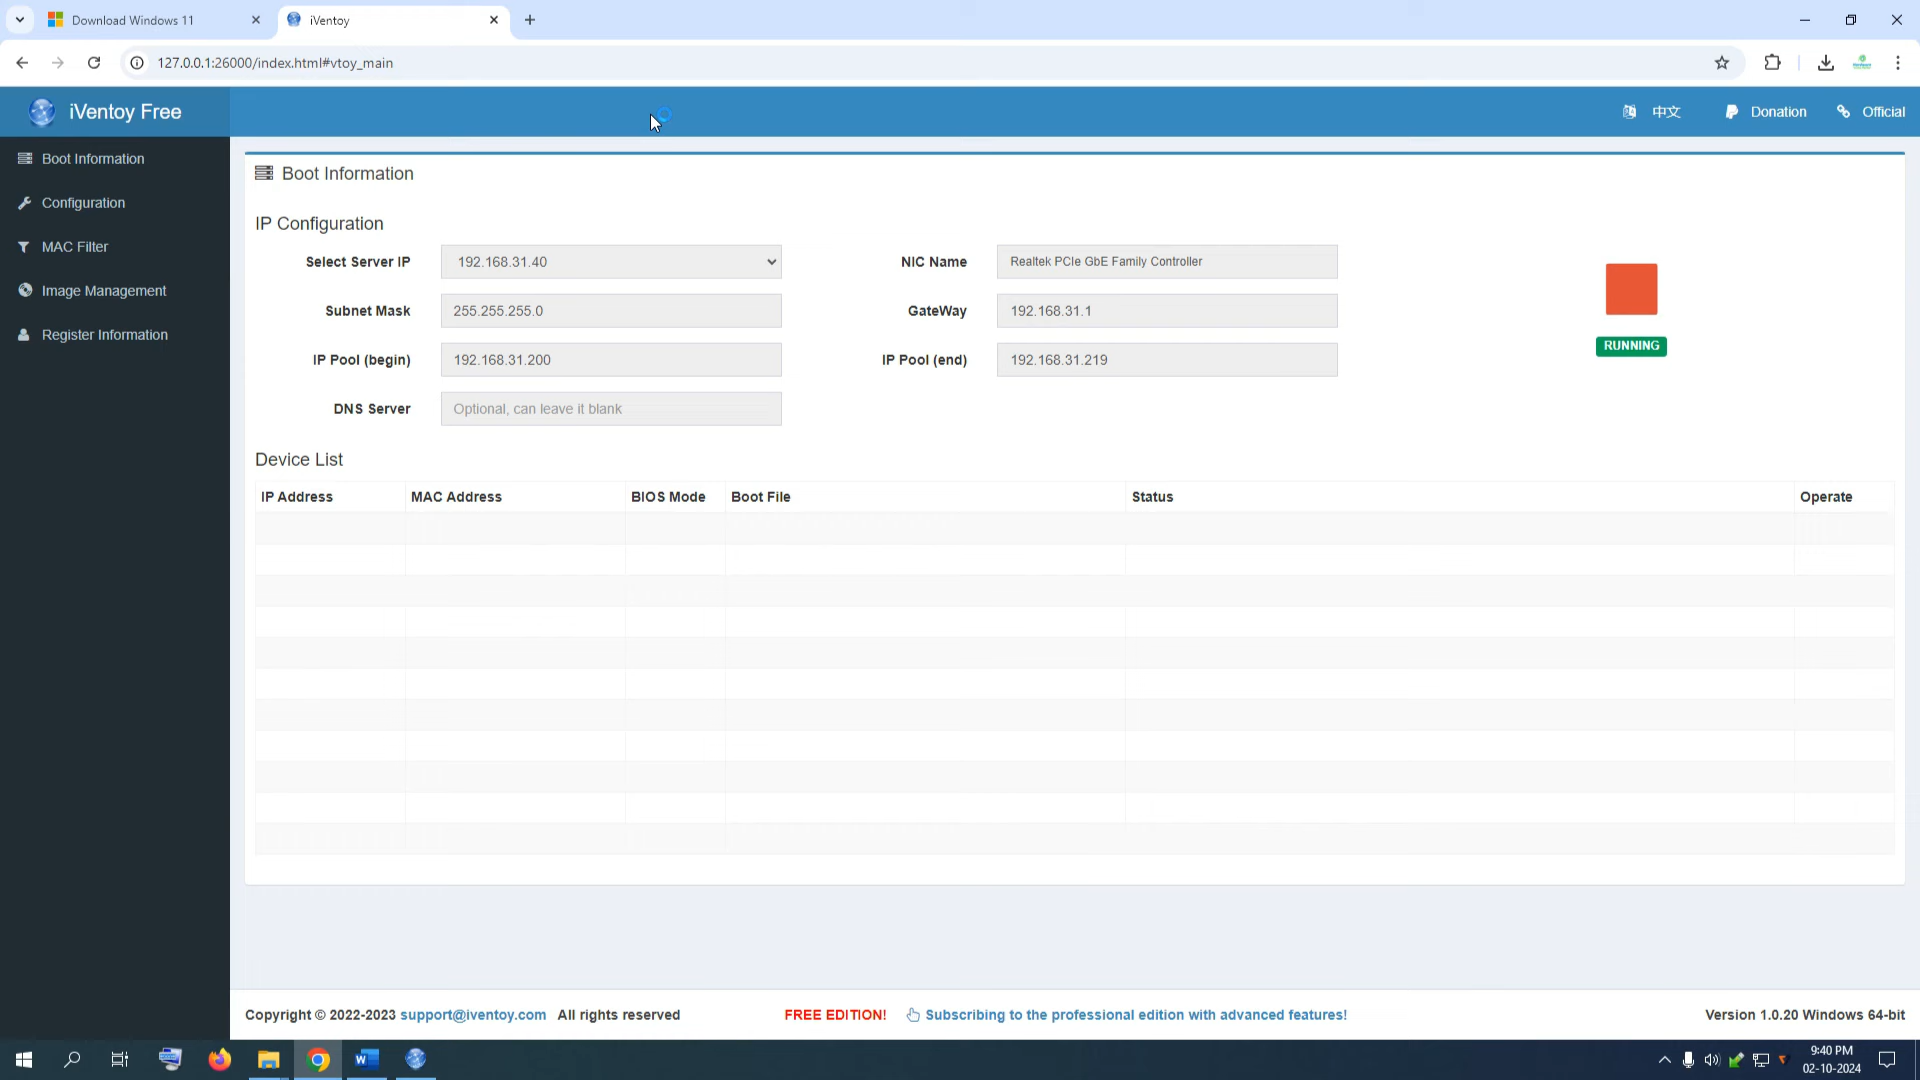 Download Windows 11
iVentoy
127.0.0.1:26000/index.html#vtoy_main
iVentoy Free
中文
Donation
Official
Boot Information
Configuration
MAC Filter
Image Management
Register Information
Boot Information
IP Configuration
Select Server IP 192.168.31.40 NIC Name Realtek PCIe GbE Family Controller
Subnet Mask 255.255.255.0 GateWay 192.168.31.1
RUNNING
IP Pool (begin) 192.168.31.200 IP Pool (end) 192.168.31.219
DNS Server Optional, can leave it blank
Device List
IP Address MAC Address BIOS Mode Boot File Status Operate
Copyright © 2022-2023 support@iventoy.com All rights reserved FREE EDITION! Subscribing to the professional edition with advanced features! Version 1.0.20 Windows 64-bit
9:40 PM
02-10-2024